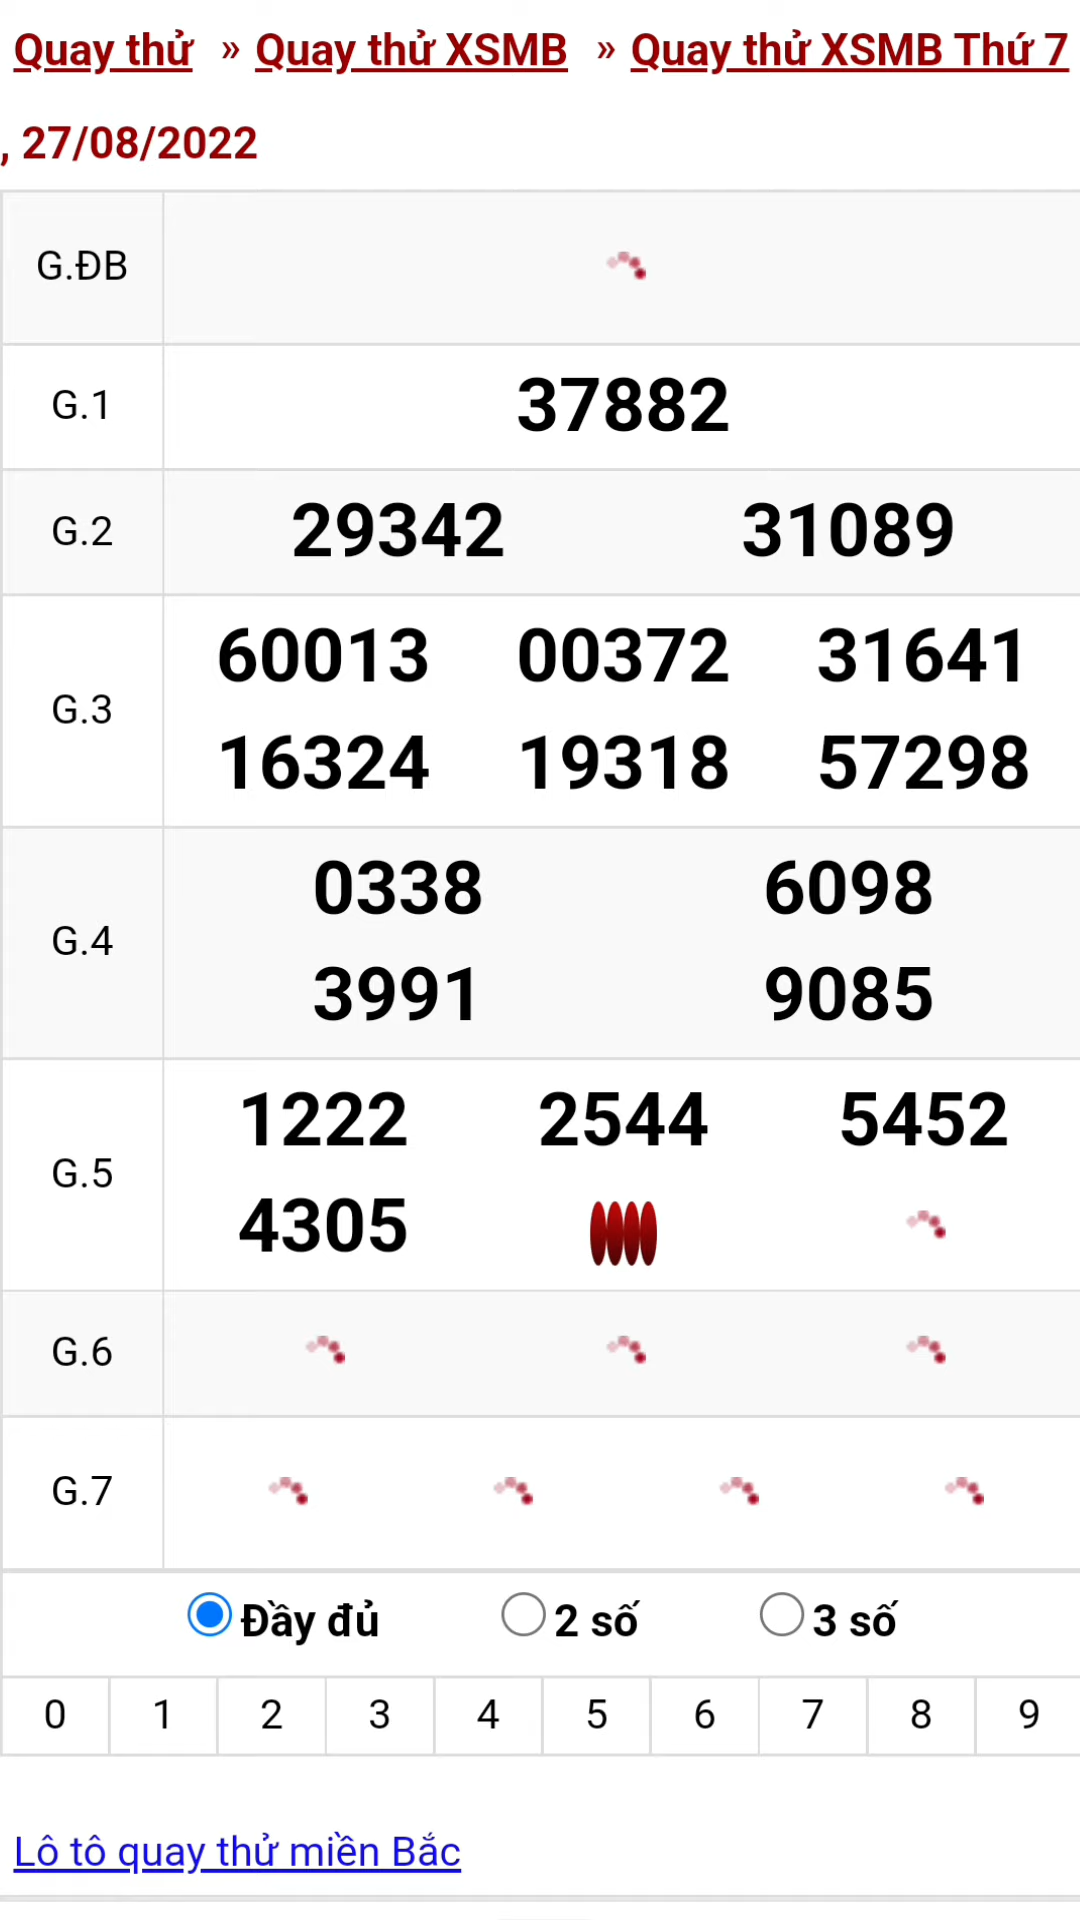 Quay thử » Quay thử XSMB » Quay thử XSMB Thứ 7
, 27/08/2022
G.ĐB
G.1 37882
G.2 29342 31089
G.3 60013 00372 31641
16324 19318 57298
G.4 0338 6098
3991 9085
G.5 1222 2544 5452
4305
G.6
G.7
Đầy đủ 2 số 3 số
0 1 2 3 4 5 6 7 8 9
Lô tô quay thử miền Bắc